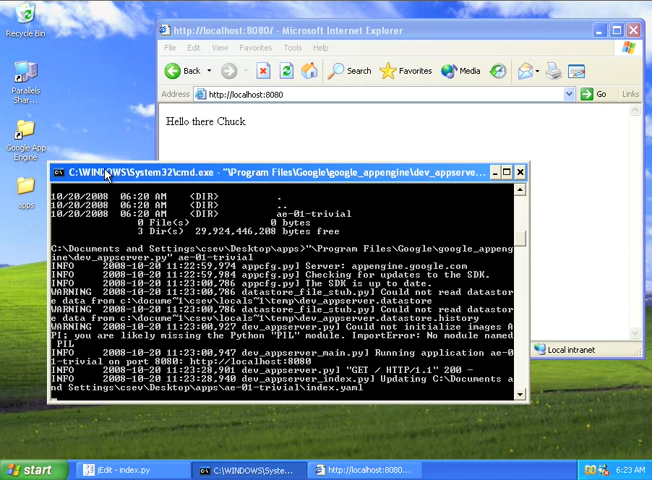 Recycle Bin
Parallels
Shar...
Google App
Engine
apps
http://localhost:8080/ - Microsoft Internet Explorer
File Edit View Favorites Tools Help
Back Search Favorites Media
Address http://localhost:8080 Go Links
Hello there Chuck
C:\WINDOWS\System32\cmd.exe - "\Program Files\Google\google_appengine\dev_appserve...
10/20/2008 06:20 AM <DIR> .
10/20/2008 06:20 AM <DIR> ..
10/20/2008 06:20 AM <DIR> ae-01-trivial
0 File(s) 0 bytes
3 Dir(s) 29,924,446,208 bytes free
C:\Documents and Settings\csev\Desktop\apps>"\Program Files\Google\google_appeng
ine\dev_appserver.py" ae-01-trivial
INFO 2008-10-20 11:22:59,974 appcfg.py] Server: appengine.google.com
INFO 2008-10-20 11:22:59,984 appcfg.py] Checking for updates to the SDK.
INFO 2008-10-20 11:23:00,786 appcfg.py] The SDK is up to date.
WARNING 2008-10-20 11:23:00,786 datastore_file_stub.py] Could not read datastor
e data from c:\docume~1\csev\locals~1\temp\dev_appserver.datastore
WARNING 2008-10-20 11:23:00,786 datastore_file_stub.py] Could not read datastor
e data from c:\docume~1\csev\locals~1\temp\dev_appserver.datastore.history
WARNING 2008-10-20 11:23:00,927 dev_appserver.py] Could not initialize images A
PI; you are likely missing the Python "PIL" module. ImportError: No module named
PIL
INFO 2008-10-20 11:23:00,947 dev_appserver_main.py] Running application ae-0
1-trivial on port 8080: http://localhost:8080
INFO 2008-10-20 11:23:28,901 dev_appserver.py] "GET / HTTP/1.1" 200 -
INFO 2008-10-20 11:23:28,940 dev_appserver_index.py] Updating C:\Documents a
nd Settings\csev\Desktop\apps\ae-01-trivial\index.yaml
Local intranet
start jEdit - index.py C:\WINDOWS\Syste... http://localhost:8080... 6:23 AM